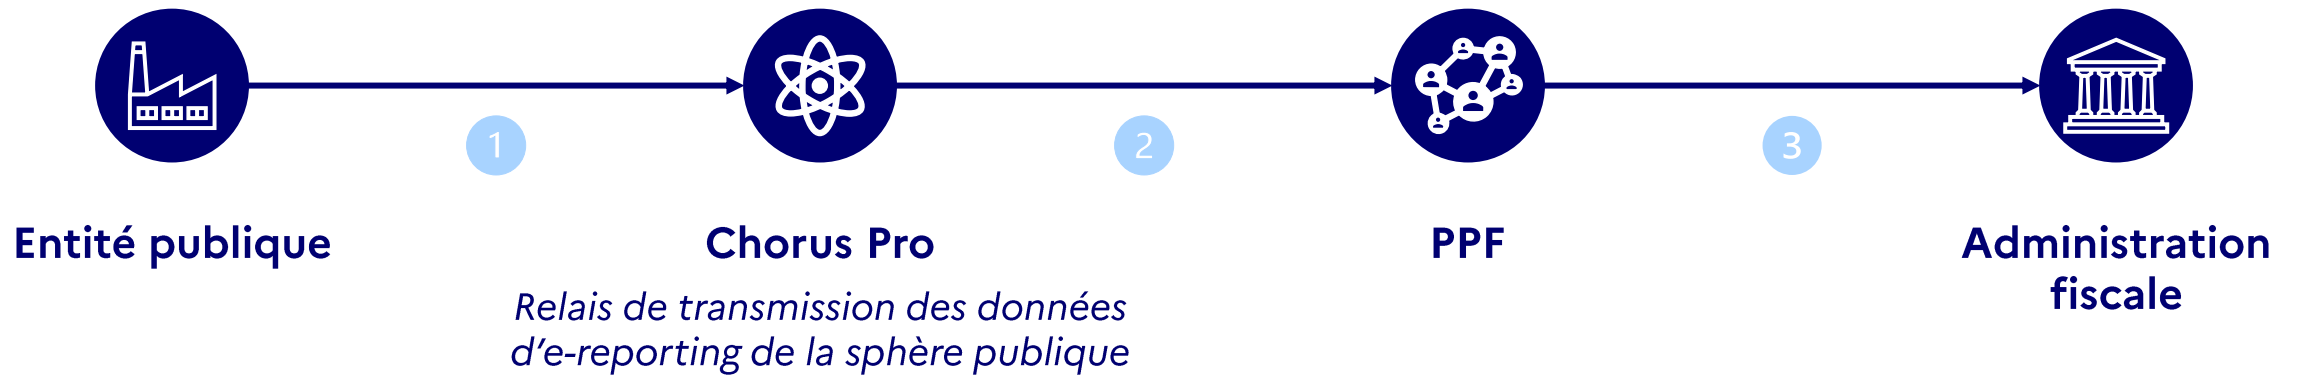 1
2
3
Entité publique
Chorus Pro
PPF
Administration
fiscale
Relais de transmission des données
d’e-reporting de la sphère publique